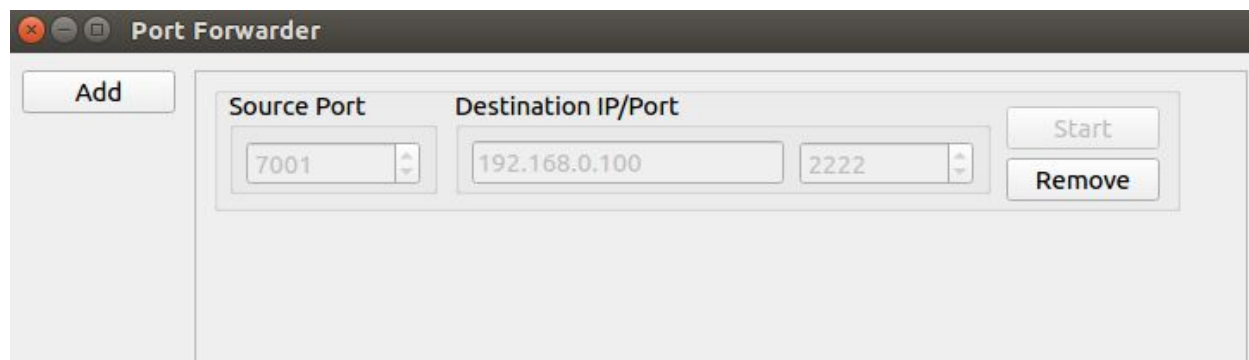 Port Forwarder
Add
Source Port
Destination IP/Port
7001
192.168.0.100
2222
Start
Remove